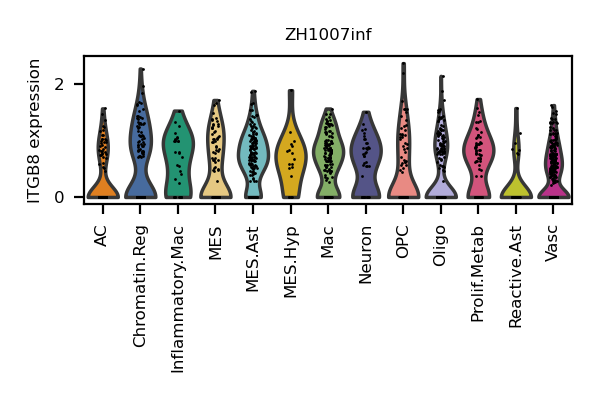 ZH1007inf
ITGB8 expression
2
0
AC
Chromatin.Reg
Inflammatory.Mac
MES
MES.Ast
MES.Hyp
Mac
Neuron
OPC
Oligo
Prolif.Metab
Reactive.Ast
Vasc